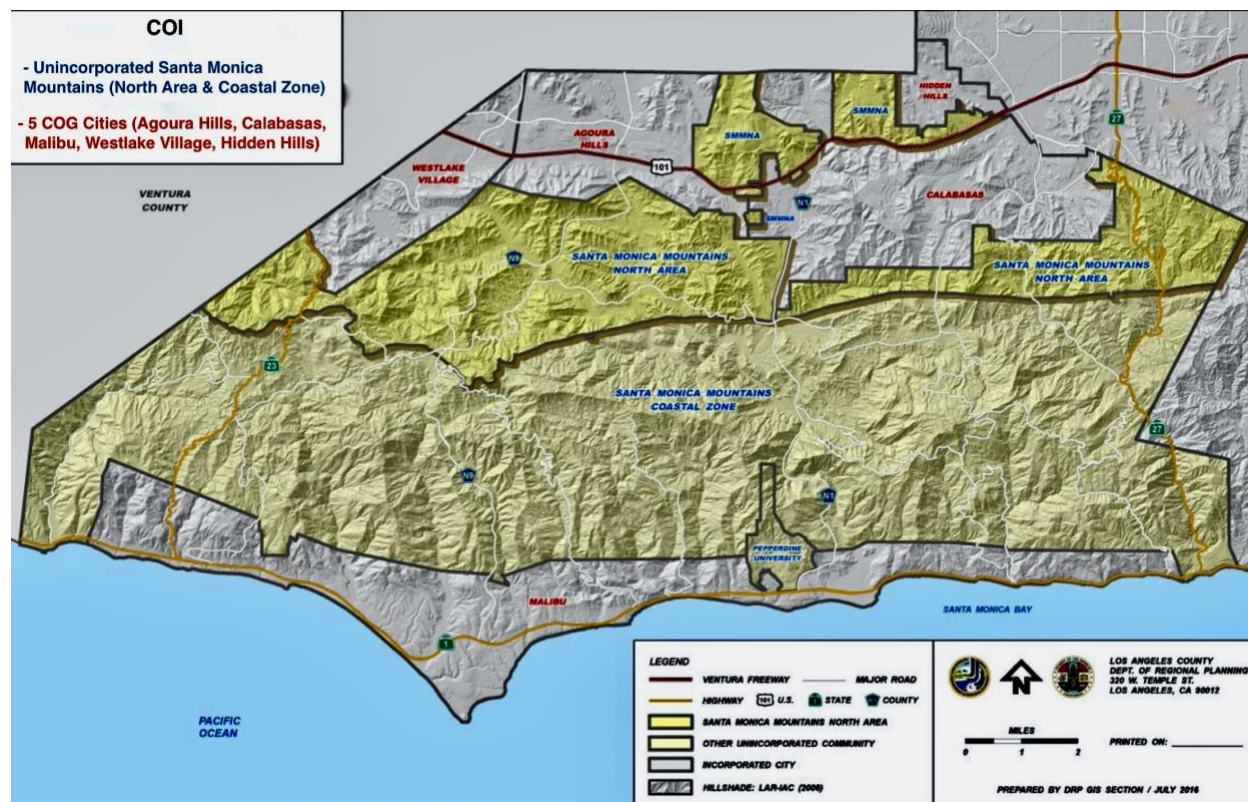 COI
- Unincorporated Santa Monica
Mountains (North Area & Coastal Zone)
- 5 COG Cities (Agoura Hills, Calabasas,
Malibu, Westlake Village, Hidden Hills)
HIDDEN
HILLS
SMMNA
SMMNA
27
AGOURA
HILLS
101
WESTLAKE
VILLAGE
VENTURA
COUNTY
CALABASAS
N1
SMMNA
SANTA MONICA MOUNTAINS
NORTH AREA
N9
SANTA MONICA MOUNTAINS
NORTH AREA
23
SANTA MONICA MOUNTAINS
COASTAL ZONE
27
N9
N1
PEPPERDINE
UNIVERSITY
MALIBU
SANTA MONICA BAY
1
PACIFIC
OCEAN
LEGEND
VENTURA FREEWAY
MAJOR ROAD
HIGHWAY 101 U.S. STATE COUNTY
SANTA MONICA MOUNTAINS NORTH AREA
OTHER UNINCORPORATED COMMUNITY
INCORPORATED CITY
HILLSHADE: LAR-IAC (2006)
N
LOS ANGELES COUNTY
DEPT. OF REGIONAL PLANNING
320 W. TEMPLE ST.
LOS ANGELES, CA 90012
MILES
0 1 2
PRINTED ON: __________
PREPARED BY DRP GIS SECTION / JULY 2016